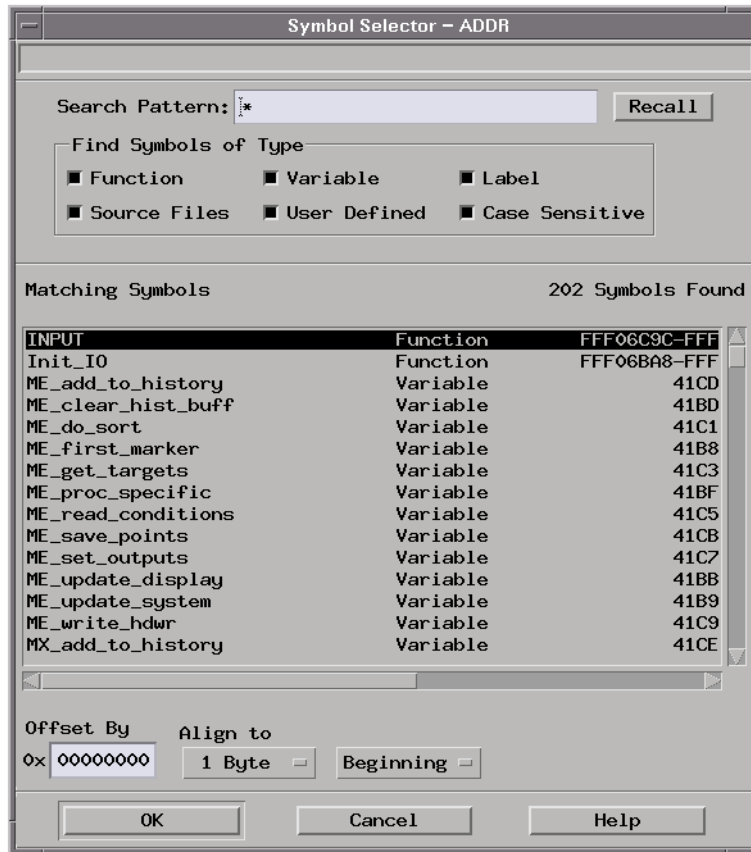 Symbol Selector – ADDR
Search Pattern: * Recall
Find Symbols of Type
Function Variable Label
Source Files User Defined Case Sensitive
Matching Symbols 202 Symbols Found
INPUT Function FFF06C9C-FFF
Init_IO Function FFF06BA8-FFF
ME_add_to_history Variable 41CD
ME_clear_hist_buff Variable 41BD
ME_do_sort Variable 41C1
ME_first_marker Variable 41B8
ME_get_targets Variable 41C3
ME_proc_specific Variable 41BF
ME_read_conditions Variable 41C5
ME_save_points Variable 41CB
ME_set_outputs Variable 41C7
ME_update_display Variable 41BB
ME_update_system Variable 41B9
ME_write_hdwr Variable 41C9
MX_add_to_history Variable 41CE
Offset By Align to
0x 00000000 1 Byte Beginning
OK Cancel Help